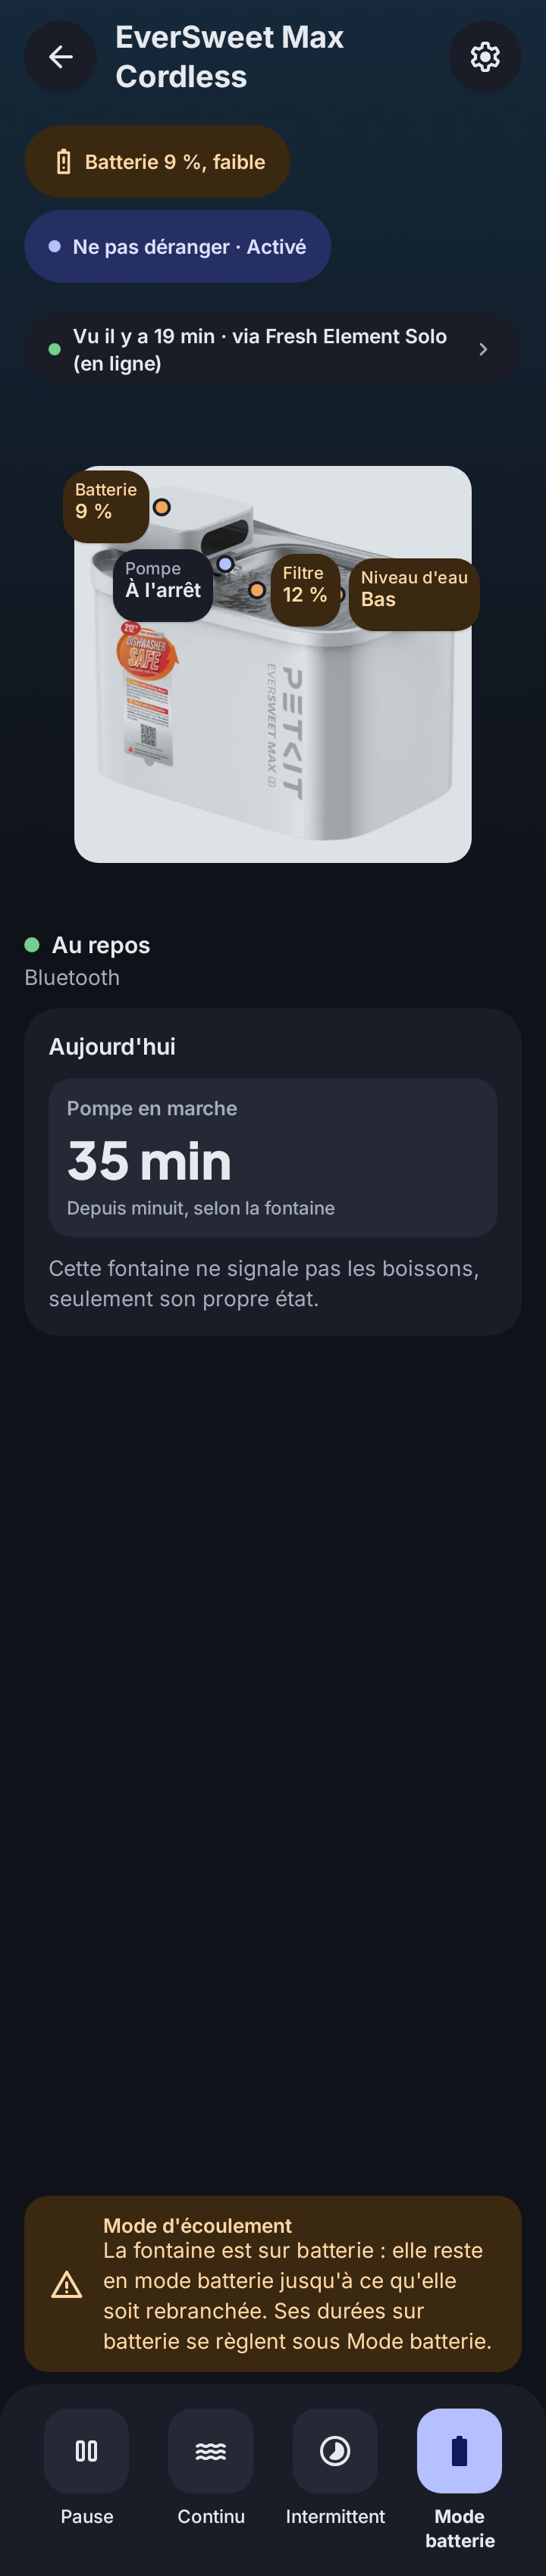 EverSweet Max
Cordless
Batterie 9 %, faible
Ne pas déranger · Activé
Vu il y a 19 min · via Fresh Element Solo
(en ligne)
Batterie
9 %
Pompe
À l'arrêt
Filtre
12 %
Niveau d'eau
Bas
DISHWASHER
SAFE
PETKIT
EVERSWEET MAX
Au repos
Bluetooth
Aujourd'hui
Pompe en marche
35 min
Depuis minuit, selon la fontaine
Cette fontaine ne signale pas les boissons,
seulement son propre état.
Mode d'écoulement
La fontaine est sur batterie : elle reste
en mode batterie jusqu'à ce qu'elle
soit rebranchée. Ses durées sur
batterie se règlent sous Mode batterie.
Pause
Continu
Intermittent
Mode
batterie